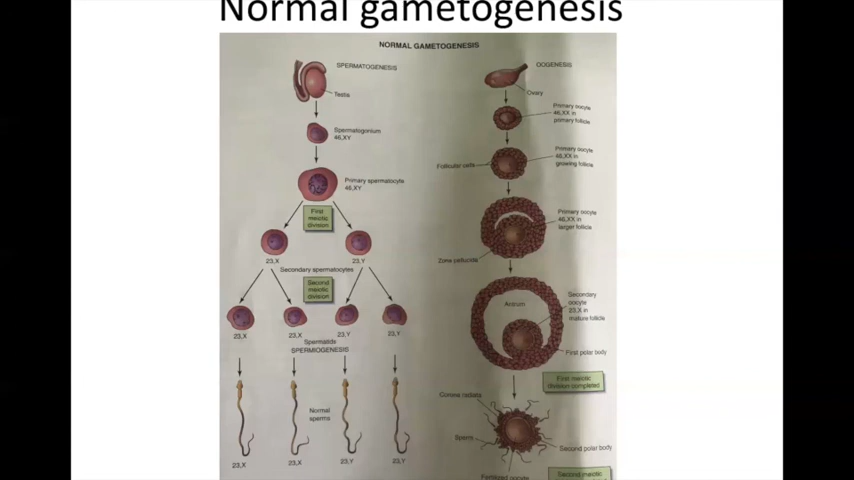 Normal gametogenesis
NORMAL GAMETOGENESIS
SPERMATOGENESIS
Testis
Spermatogonium
46,XY
Primary spermatocyte
46,XY
First
meiotic
division
23,X
23,Y
Secondary spermatocytes
Second
meiotic
division
23,X
23,X
23,Y
23,Y
Spermatids
SPERMIOGENESIS
Normal
sperms
23,X
23,X
23,Y
23,Y
OOGENESIS
Ovary
Primary oocyte
46,XX in
primary follicle
Follicular cells
Primary oocyte
46,XX in
growing follicle
Primary oocyte
46,XX in
larger follicle
Zona pellucida
Antrum
Secondary
oocyte
23,X in
mature follicle
First polar body
First meiotic
division completed
Corona radiata
Sperm
Second polar body
Fertilized oocyte
Second meiotic